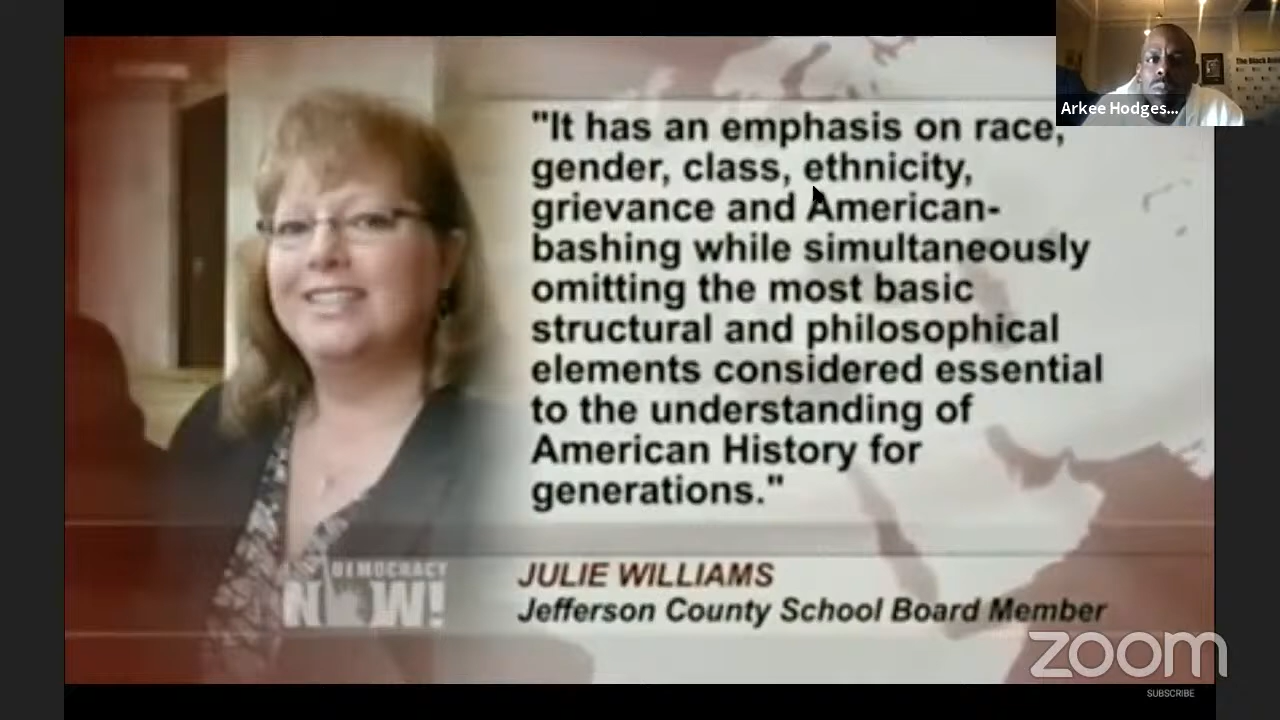 "It has an emphasis on race,
gender, class, ethnicity,
grievance and American-
bashing while simultaneously
omitting the most basic
structural and philosophical
elements considered essential
to the understanding of
American History for
generations."
JULIE WILLIAMS
Jefferson County School Board Member
DEMOCRACY
NOW!
Arkee Hodges...
The Black
zoom
SUBSCRIBE